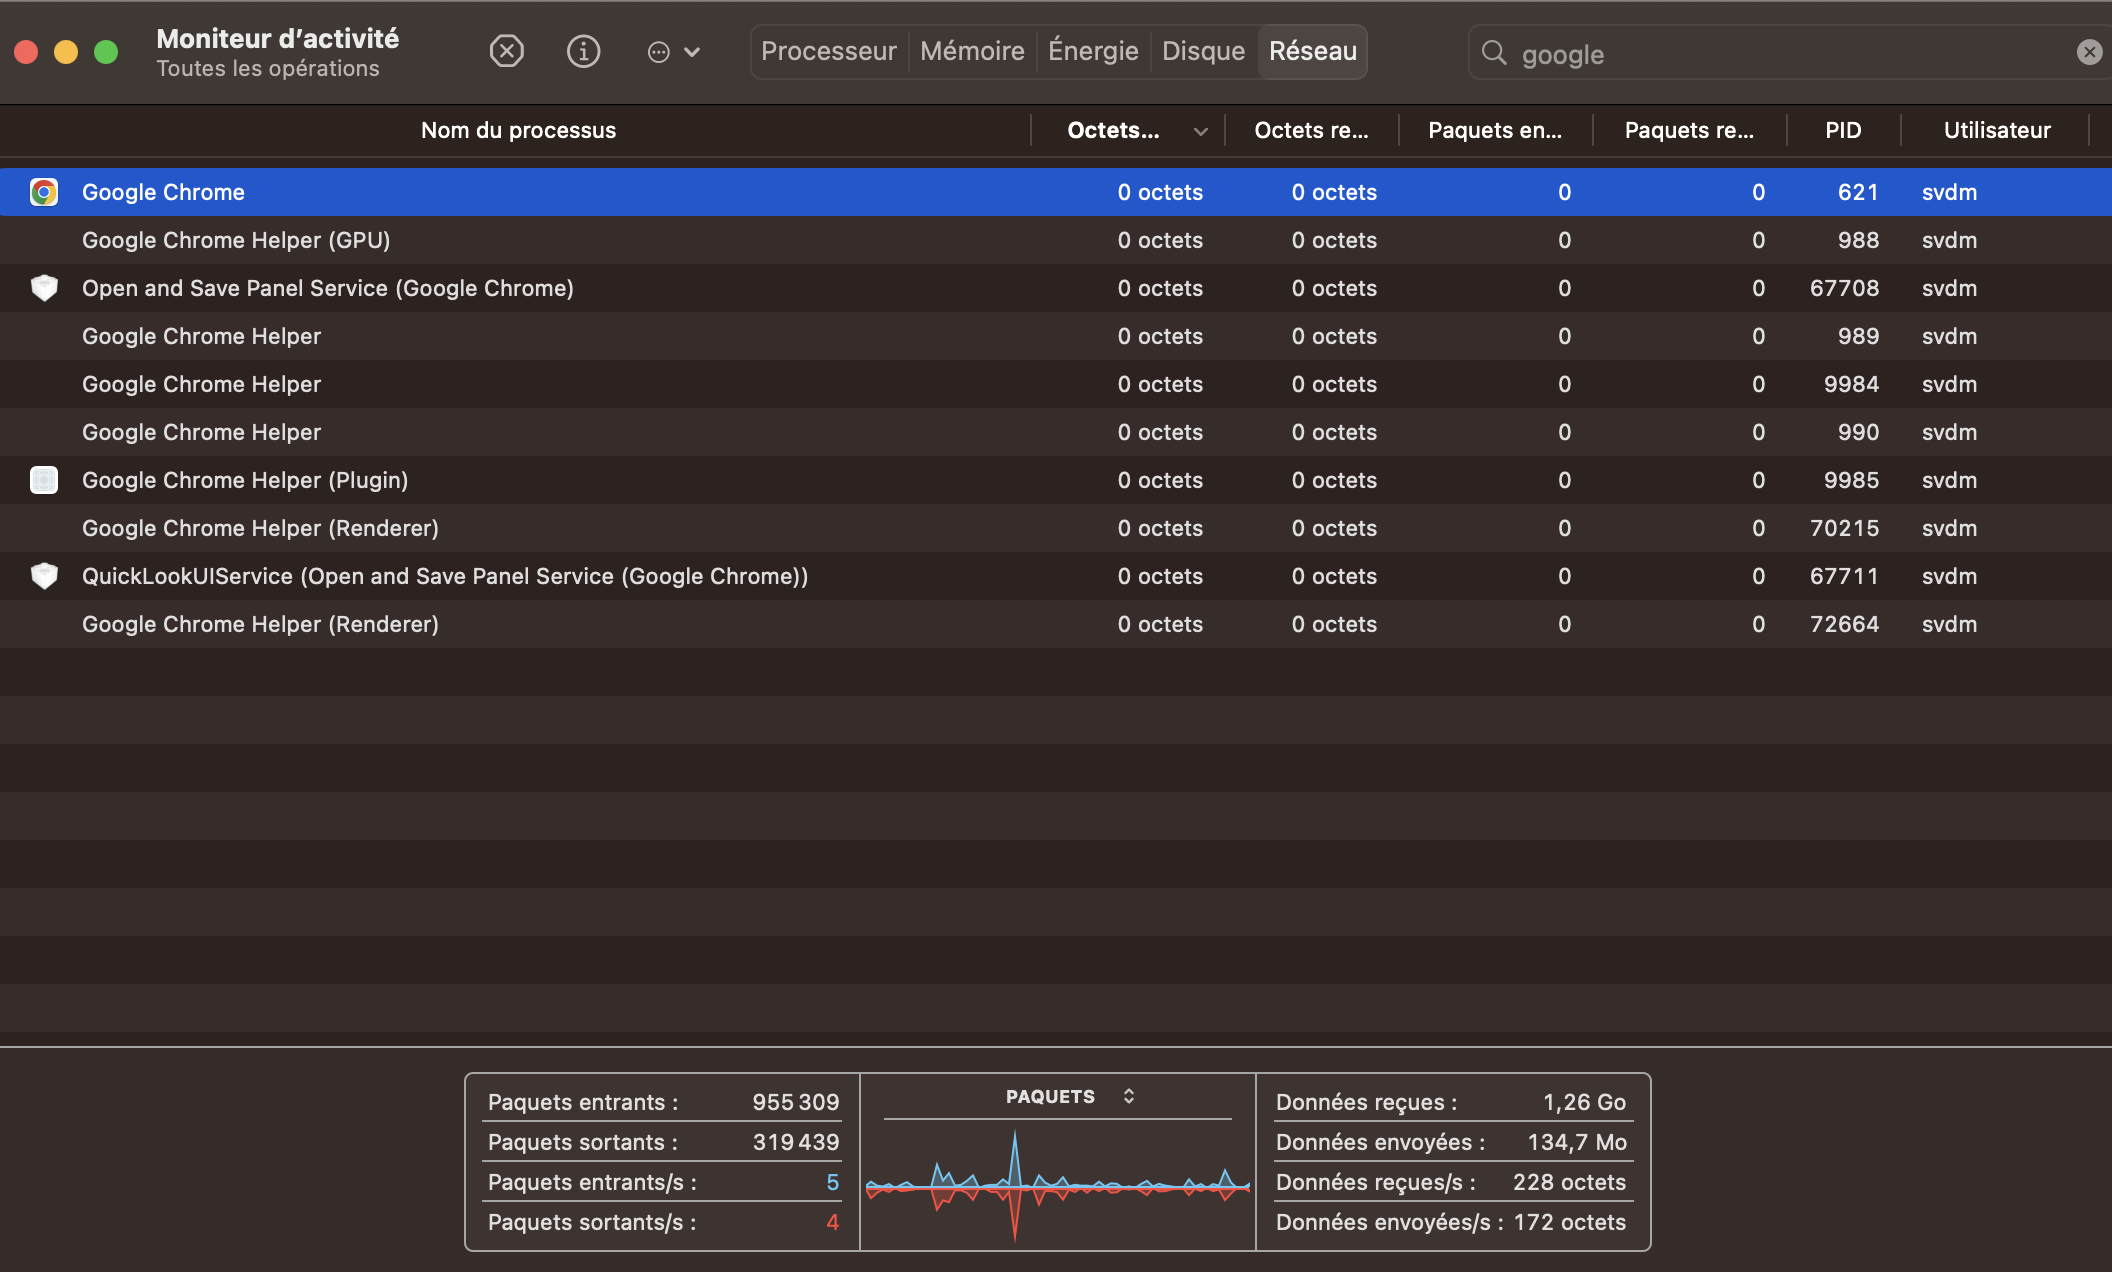 Moniteur d’activité
Toutes les opérations
Processeur Mémoire Énergie Disque Réseau
google
Nom du processus Octets... Octets re... Paquets en... Paquets re... PID Utilisateur
Google Chrome 0 octets 0 octets 0 0 621 svdm
Google Chrome Helper (GPU) 0 octets 0 octets 0 0 988 svdm
Open and Save Panel Service (Google Chrome) 0 octets 0 octets 0 0 67708 svdm
Google Chrome Helper 0 octets 0 octets 0 0 989 svdm
Google Chrome Helper 0 octets 0 octets 0 0 9984 svdm
Google Chrome Helper 0 octets 0 octets 0 0 990 svdm
Google Chrome Helper (Plugin) 0 octets 0 octets 0 0 9985 svdm
Google Chrome Helper (Renderer) 0 octets 0 octets 0 0 70215 svdm
QuickLookUIService (Open and Save Panel Service (Google Chrome)) 0 octets 0 octets 0 0 67711 svdm
Google Chrome Helper (Renderer) 0 octets 0 octets 0 0 72664 svdm
Paquets entrants : 955 309
Paquets sortants : 319 439
Paquets entrants/s : 5
Paquets sortants/s : 4
PAQUETS
Données reçues : 1,26 Go
Données envoyées : 134,7 Mo
Données reçues/s : 228 octets
Données envoyées/s : 172 octets